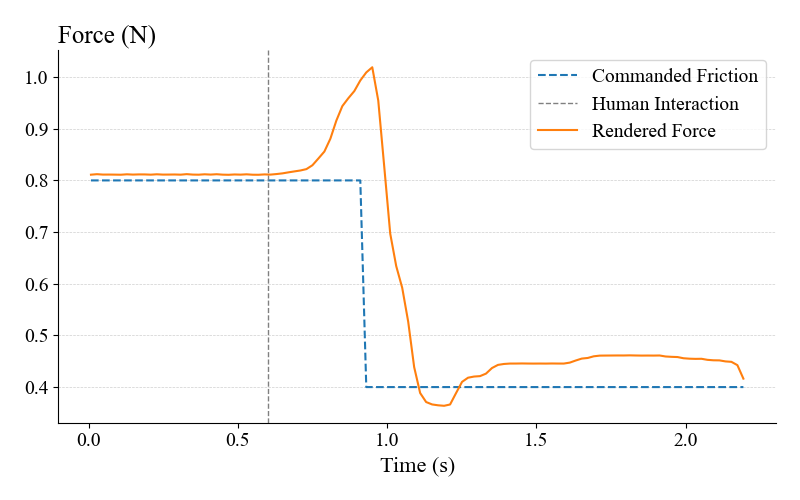 Force (N)
Commanded Friction
Human Interaction
Rendered Force
1.0
0.9
0.8
0.7
0.6
0.5
0.4
0.0 0.5 1.0 1.5 2.0
Time (s)